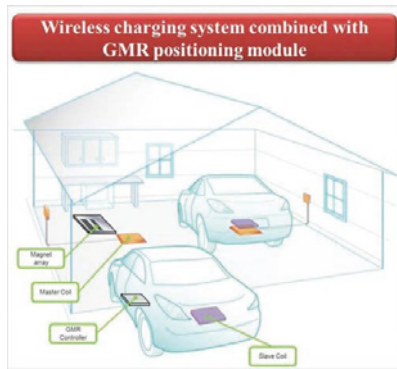 Wireless charging system combined with
GMR positioning module
Magnet
array
Master Coil
GMR
Controller
Slave Coil